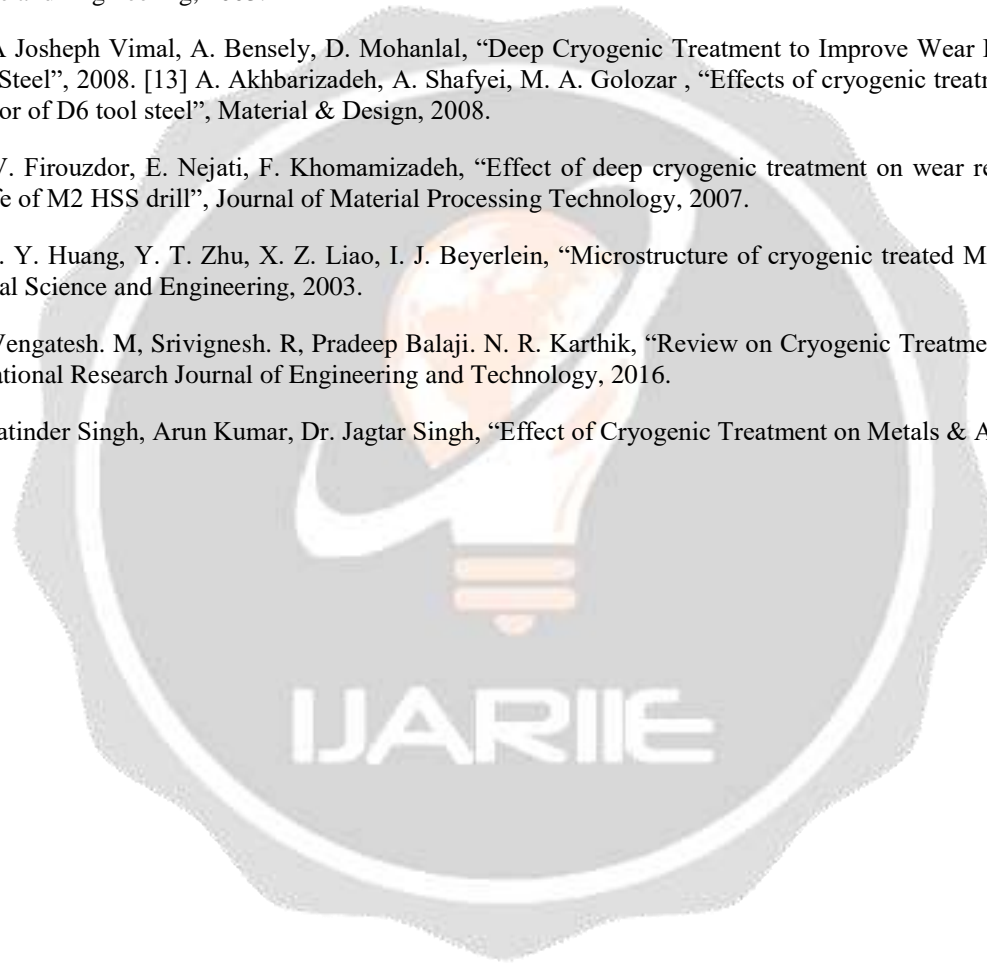 A Josheph Vimal, A. Bensely, D. Mohanlal, “Deep Cryogenic Treatment to Improve Wear
Steel”, 2008. [13] A. Akhbarizadeh, A. Shafyei, M. A. Golozar , “Effects of cryogenic
or of D6 tool steel”, Material & Design, 2008.
V. Firouzdor, E. Nejati, F. Khomamizadeh, “Effect of deep cryogenic treatment on wear
of M2 HSS drill”, Journal of Material Processing Technology, 2007.
Y. Huang, Y. T. Zhu, X. Z. Liao, I. J. Beyerlein, “Microstructure of cryogenic treated
al Science and Engineering, 2003.
Vengatesh. M, Srivignesh. R, Pradeep Balaji. N. R. Karthik, “Review on Cryogenic
ational Research Journal of Engineering and Technology, 2016.
atinder Singh, Arun Kumar, Dr. Jagtar Singh, “Effect of Cryogenic Treatment on Metals &
IJARIIE